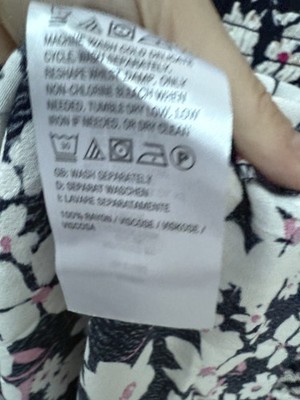 MACHINE WASH COLD DELICATE
CYCLE, WASH SEPARATELY
RESHAPE WHILST DAMP, ONLY
NON-CHLORINE BLEACH WHEN
NEEDED, TUMBLE DRY LOW, LOW
IRON IF NEEDED, OR DRY CLEAN
30 P
GB: WASH SEPARATELY
D: SEPARAT WASCHEN
I: LAVARE SEPARATAMENTE
100% RAYON / VISCOSE / VISKOSE /
VISCOSA